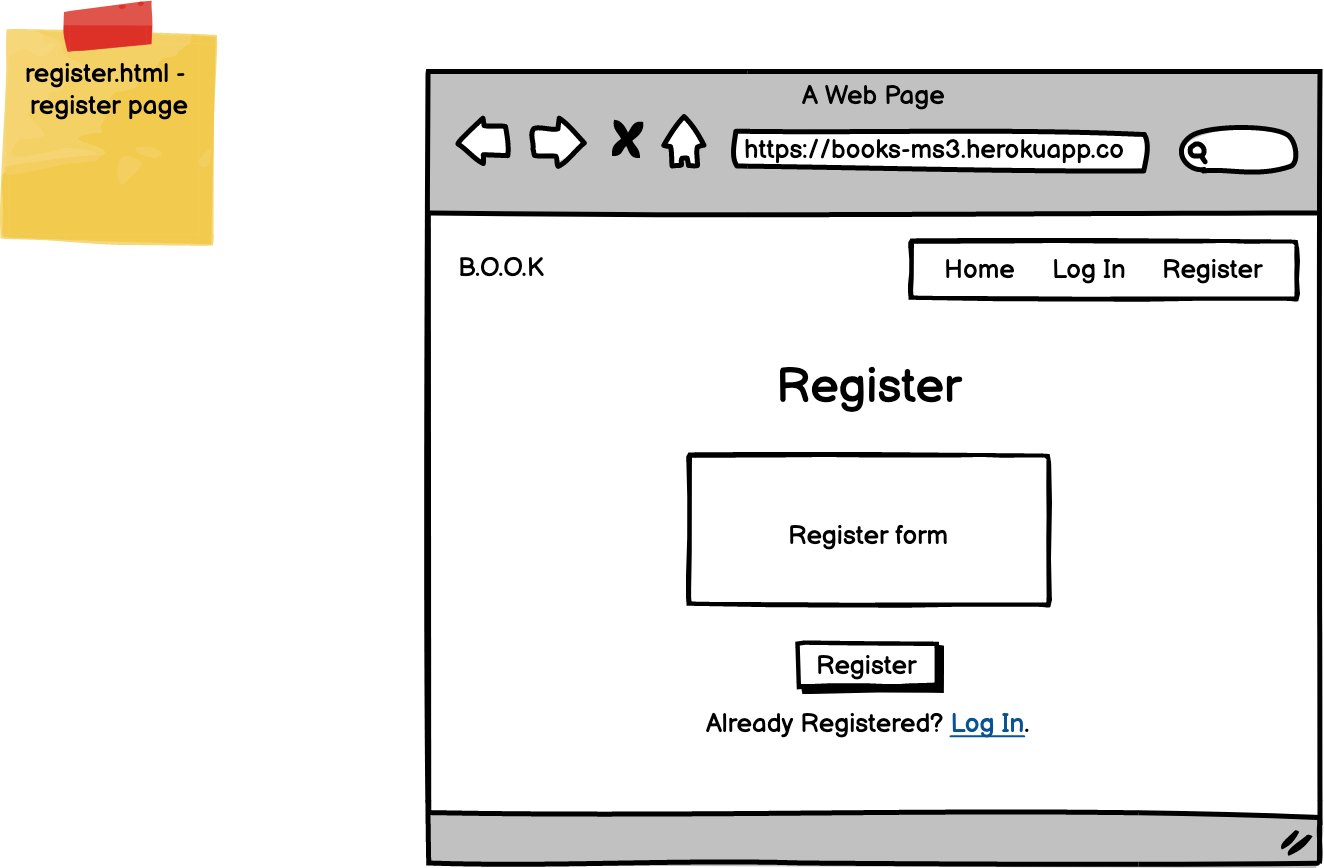 register.html -
register page
A Web Page
https://books-ms3.herokuapp.co
B.O.O.K
Home Log In Register
Register
Register form
Register
Already Registered? Log In.